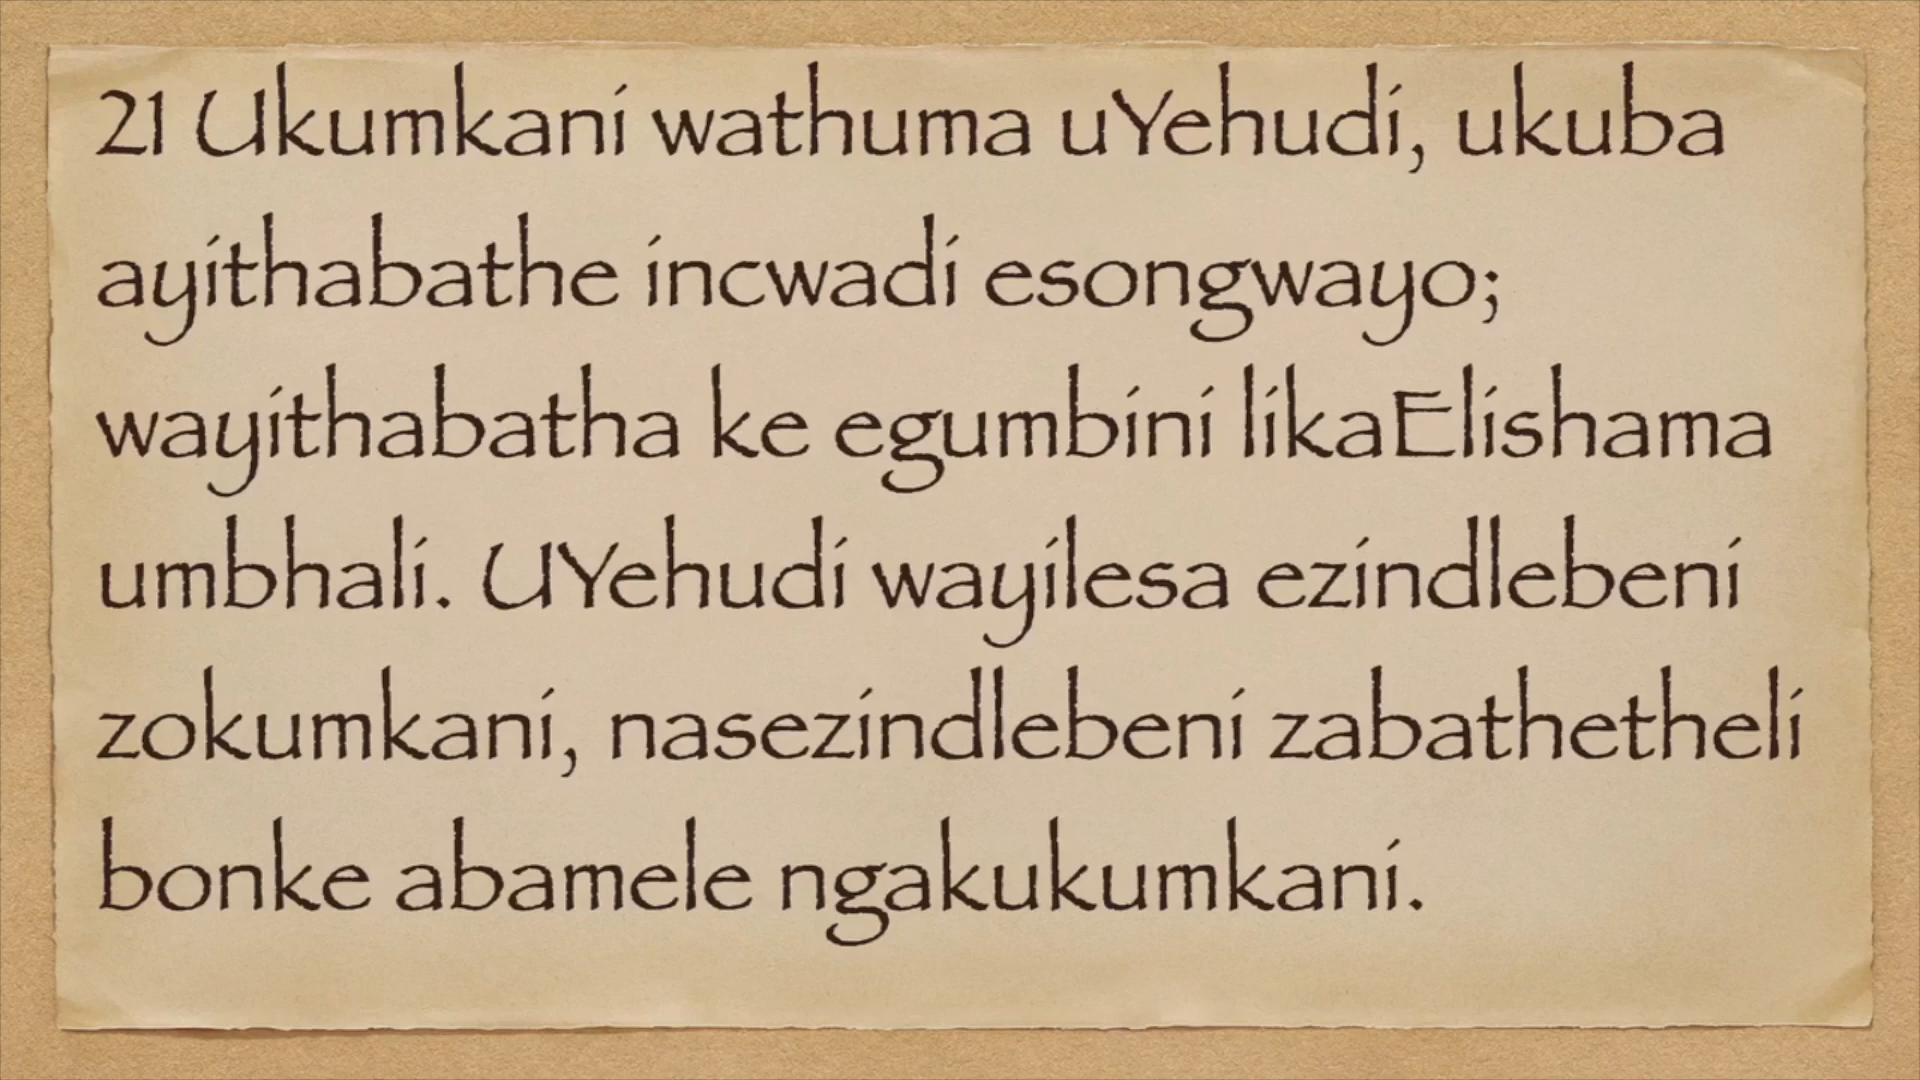 21 Ukumkani wathuma uYehudi, ukuba
ayithabathe incwadi esongwayo;
wayithabatha ke egumbini likaElishama
umbhali. UYehudi wayilesa ezindlebeni
zokumkani, nasezindlebeni zabathetheli
bonke abamele ngakukumkani.